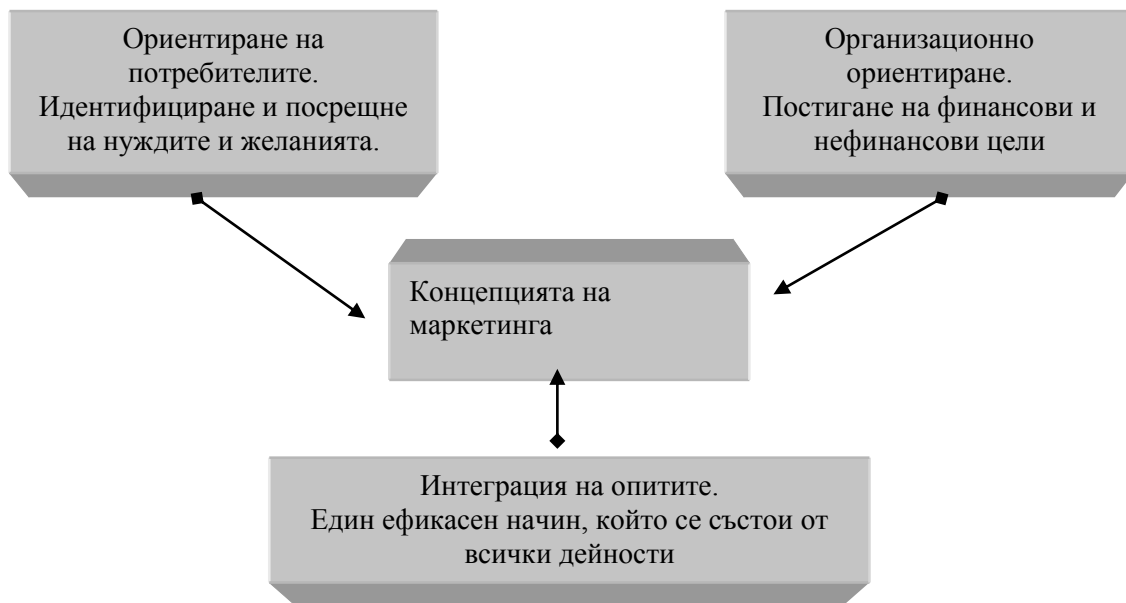 Ориентиране на
потребителите.
Идентифициране и посрещне
на нуждите и желанията.
Организационно
ориентиране.
Постигане на финансови и
нефинансови цели
Концепцията на
маркетинга
Интеграция на опитите.
Един ефикасен начин, който се състои от
всички дейности